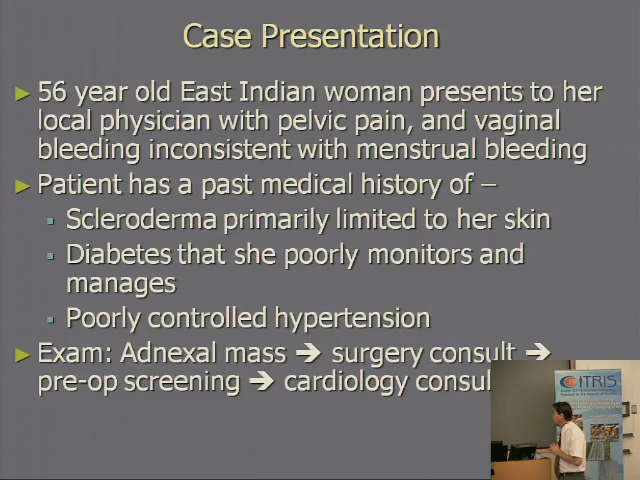 Case Presentation
56 year old East Indian woman presents to her
local physician with pelvic pain, and vaginal
bleeding inconsistent with menstrual bleeding
Patient has a past medical history of –
Scleroderma primarily limited to her skin
Diabetes that she poorly monitors and
manages
Poorly controlled hypertension
Exam: Adnexal mass ➔ surgery consult ➔
pre-op screening ➔ cardiology consul
CITRIS